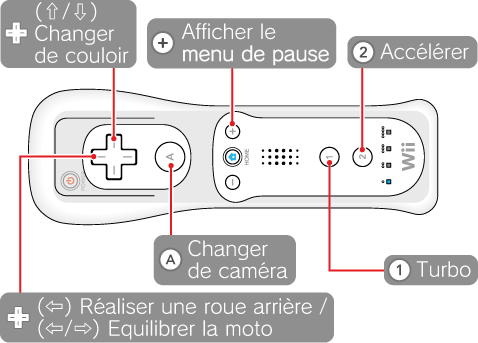 (⇧/⇩)
Changer
de couloir
+ Afficher le
menu de pause
2 Accélérer
A
+
HOME
−
1
2
Wii
A Changer
de caméra
1 Turbo
(⇦) Réaliser une roue arrière /
(⇦/⇨) Equilibrer la moto